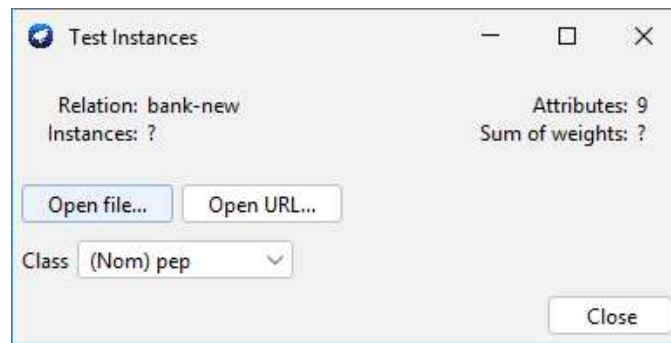 Test Instances
Relation: bank-new
Attributes: 9
Instances: ?
Sum of weights: ?
Open file...
Open URL...
Class
(Nom) pep
Close